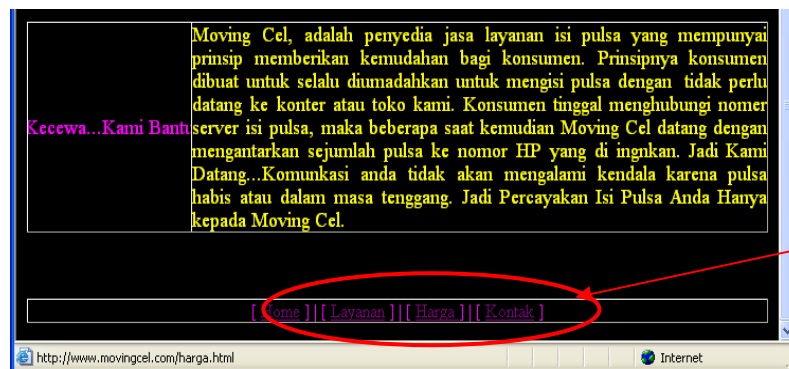 Moving Cel, adalah penyedia jasa layanan isi pulsa yang mempunyai
prinsip memberikan kemudahan bagi konsumen. Prinsipnya konsumen
dibuat untuk selalu diumadahkan untuk mengisi pulsa dengan tidak perlu
datang ke konter atau toko kami. Konsumen tinggal menghubungi nomer
Kecewa...Kami Bantu server isi pulsa, maka beberapa saat kemudian Moving Cel datang dengan
mengantarkan sejumlah pulsa ke nomor HP yang di ingnkan. Jadi Kami
Datang...Komunkasi anda tidak akan mengalami kendala karena pulsa
habis atau dalam masa tenggang. Jadi Percayakan Isi Pulsa Anda Hanya
kepada Moving Cel.
[ Home ] | [ Layanan ] | [ Harga ] | [ Kontak ]
http://www.movingcel.com/harga.html Internet